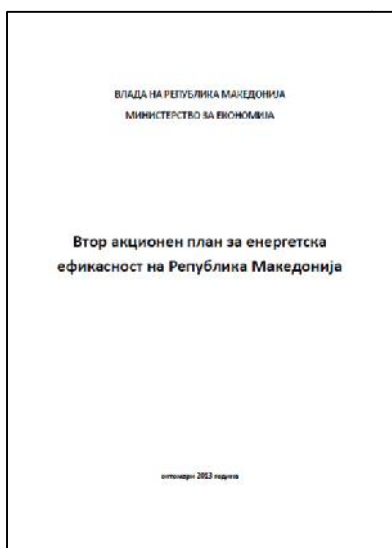 ВЛАДА НА РЕПУБЛИКА МАКЕДОНИЈА
МИНИСТЕРСТВО ЗА ЕКОНОМИЈА
Втор акционен план за енергетска
ефикасност на Република Македонија
октомври 2013 година